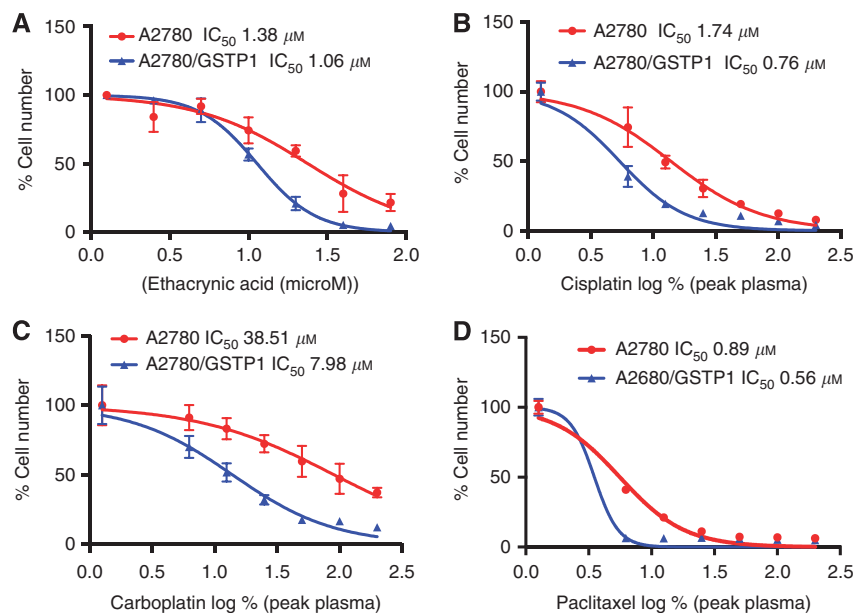 A
A2780 IC50 1.38 μM
A2780/GSTP1 IC50 1.06 μM
% Cell number
150
100
50
0
0.0 0.5 1.0 1.5 2.0
(Ethacrynic acid (microM))
B
A2780 IC50 1.74 μM
A2780/GSTP1 IC50 0.76 μM
% Cell number
150
100
50
0
0.0 0.5 1.0 1.5 2.0 2.5
Cisplatin log % (peak plasma)
C
A2780 IC50 38.51 μM
A2780/GSTP1 IC50 7.98 μM
% Cell number
150
100
50
0
0.0 0.5 1.0 1.5 2.0 2.5
Carboplatin log % (peak plasma)
D
A2780 IC50 0.89 μM
A2680/GSTP1 IC50 0.56 μM
% Cell number
150
100
50
0
0.0 0.5 1.0 1.5 2.0 2.5
Paclitaxel log % (peak plasma)